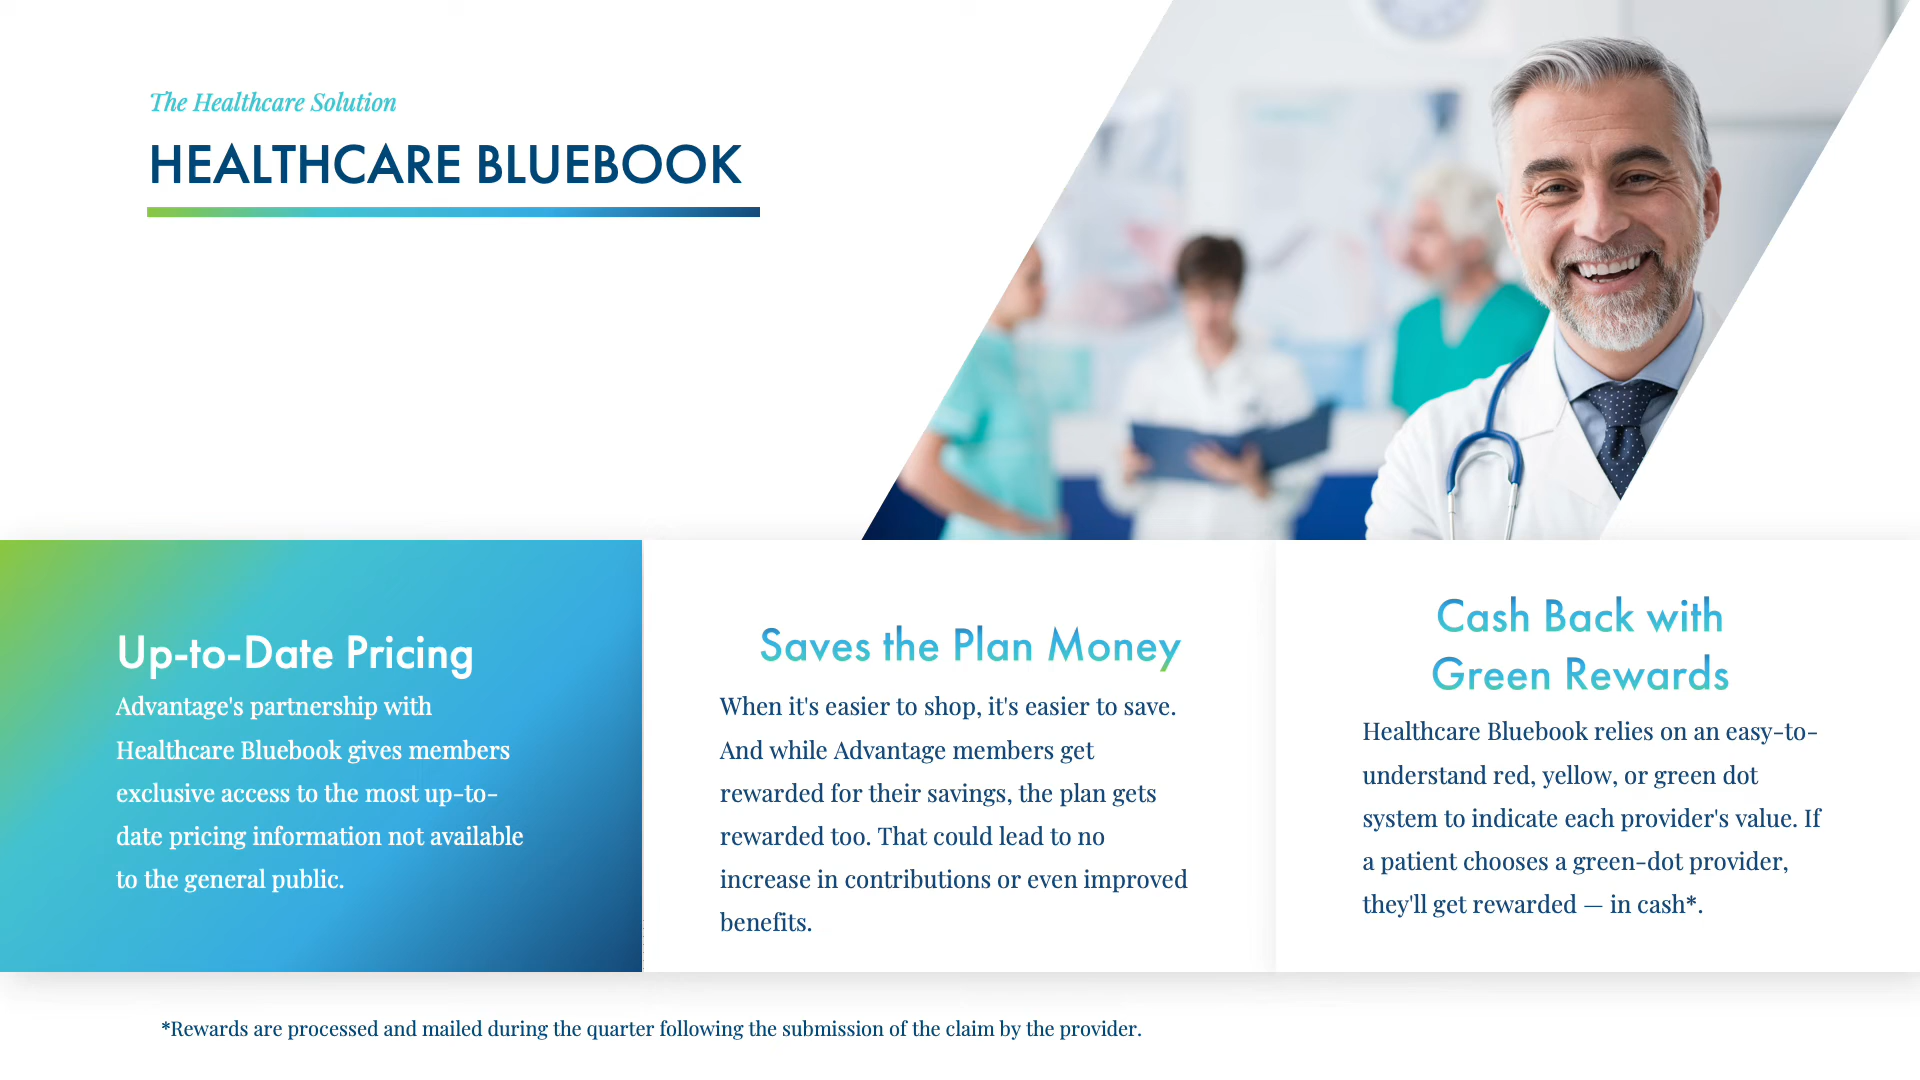 The Healthcare Solution
HEALTHCARE BLUEBOOK
Up-to-Date Pricing
Advantage's partnership with
Healthcare Bluebook gives members
exclusive access to the most up-to-
date pricing information not available
to the general public.
Saves the Plan Money
When it's easier to shop, it's easier to save.
And while Advantage members get
rewarded for their savings, the plan gets
rewarded too. That could lead to no
increase in contributions or even improved
benefits.
Cash Back with
Green Rewards
Healthcare Bluebook relies on an easy-to-
understand red, yellow, or green dot
system to indicate each provider's value. If
a patient chooses a green-dot provider,
they'll get rewarded — in cash*.
*Rewards are processed and mailed during the quarter following the submission of the claim by the provider.